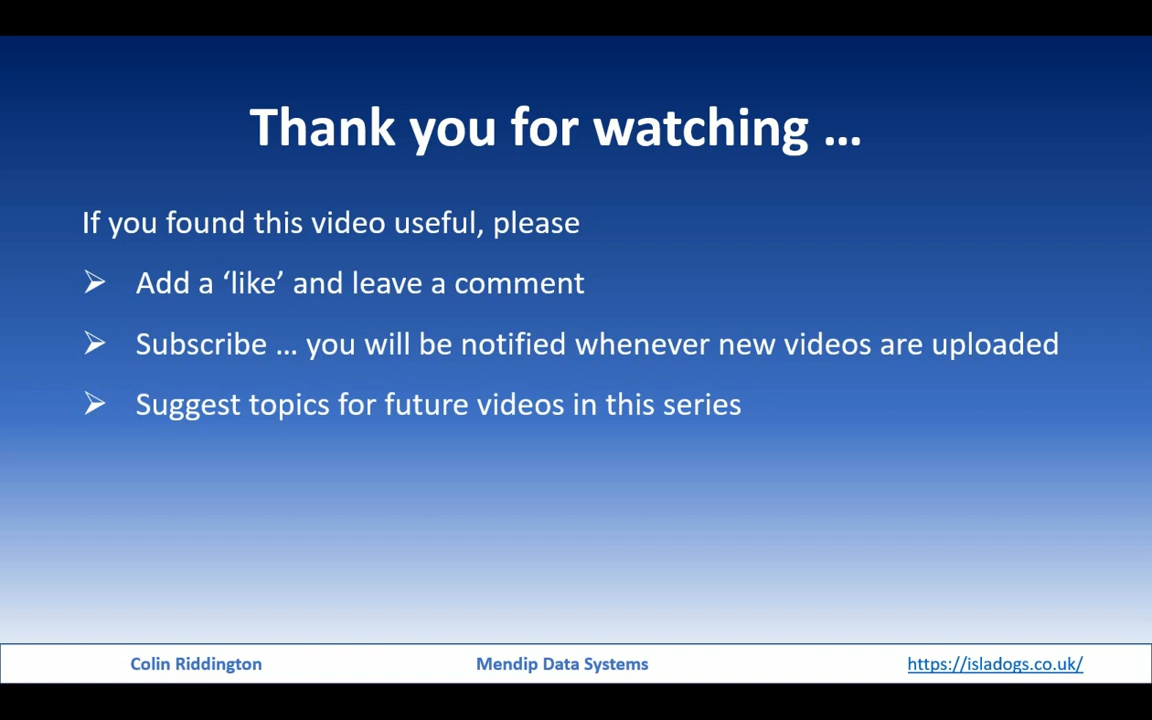 Thank you for watching ...
If you found this video useful, please
➢ Add a ‘like’ and leave a comment
➢ Subscribe ... you will be notified whenever new videos are uploaded
➢ Suggest topics for future videos in this series
Colin Riddington Mendip Data Systems https://isladogs.co.uk/